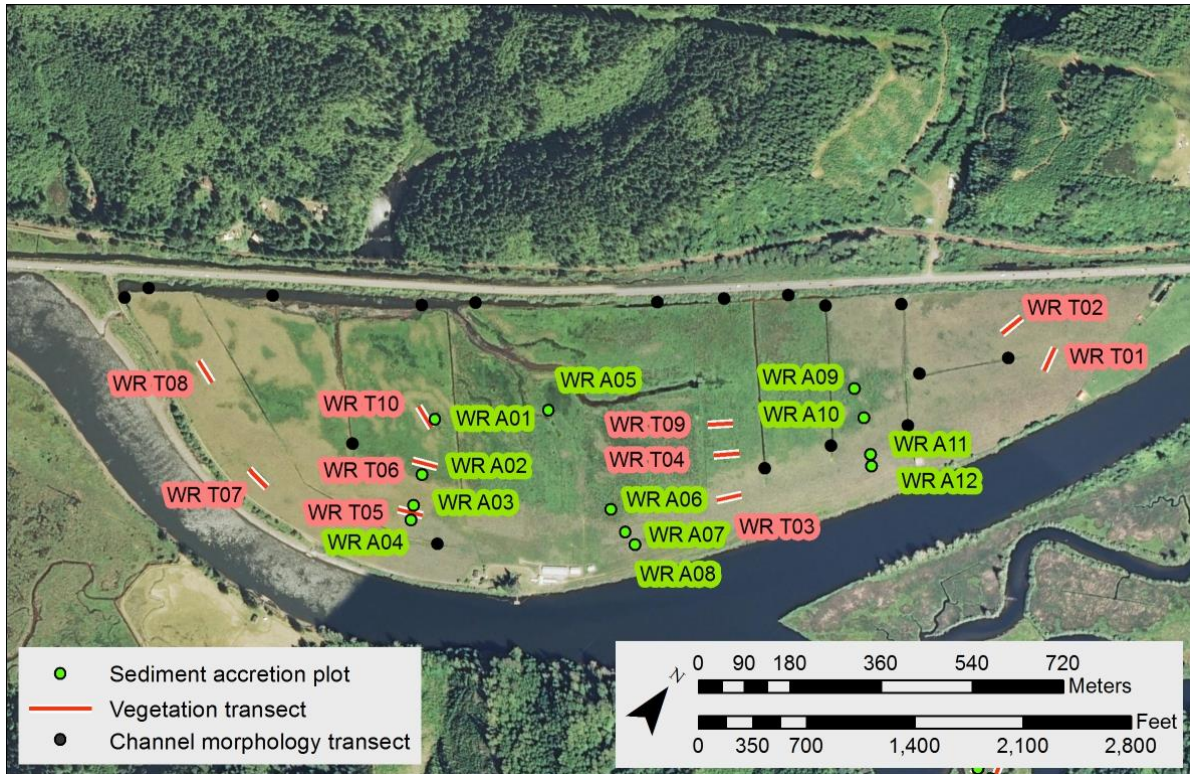 WR T02
WR T01
WR T08
WR A05
WR A09
WR T10
WR A01
WR A10
WR T09
WR T06
WR A02
WR T04
WR A11
WR A12
WR T07
WR A03
WR T05
WR A06
WR T03
WR A04
WR A07
WR A08
Sediment accretion plot
Vegetation transect
Channel morphology transect
N
0 90 180 360 540 720
Meters
Feet
0 350 700 1,400 2,100 2,800